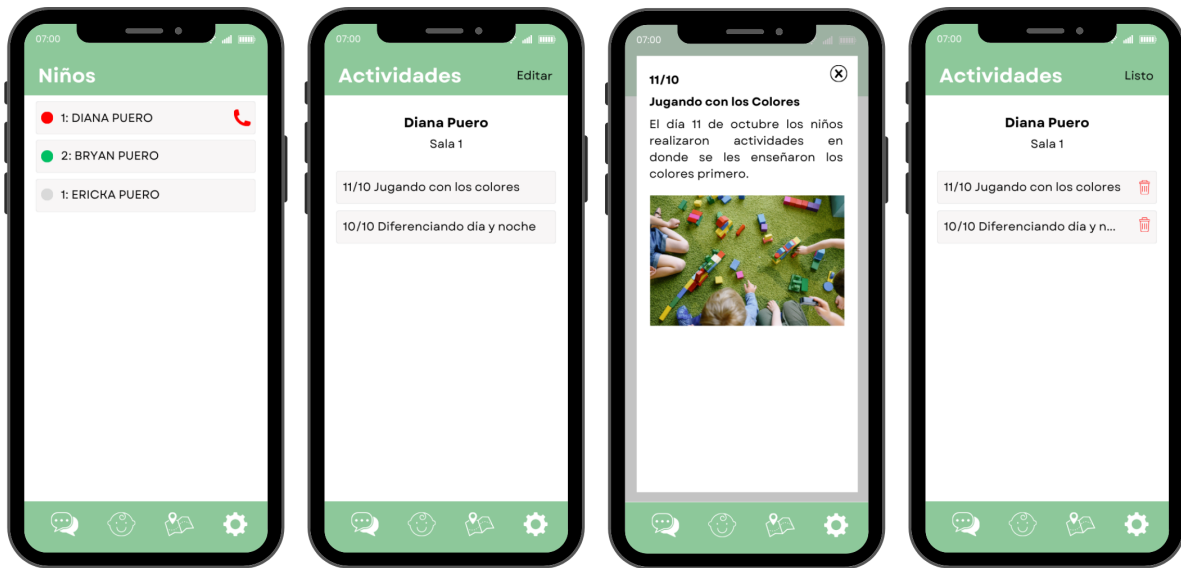 07:00
Niños
1: DIANA PUERO
2: BRYAN PUERO
1: ERICKA PUERO
07:00
Actividades
Editar
Diana Puero
Sala 1
11/10 Jugando con los colores
10/10 Diferenciando día y noche
07:00
11/10
Jugando con los Colores
El día 11 de octubre los niños
realizaron actividades en
donde se les enseñaron los
colores primero.
07:00
Actividades
Listo
Diana Puero
Sala 1
11/10 Jugando con los colores
10/10 Diferenciando dia y n...